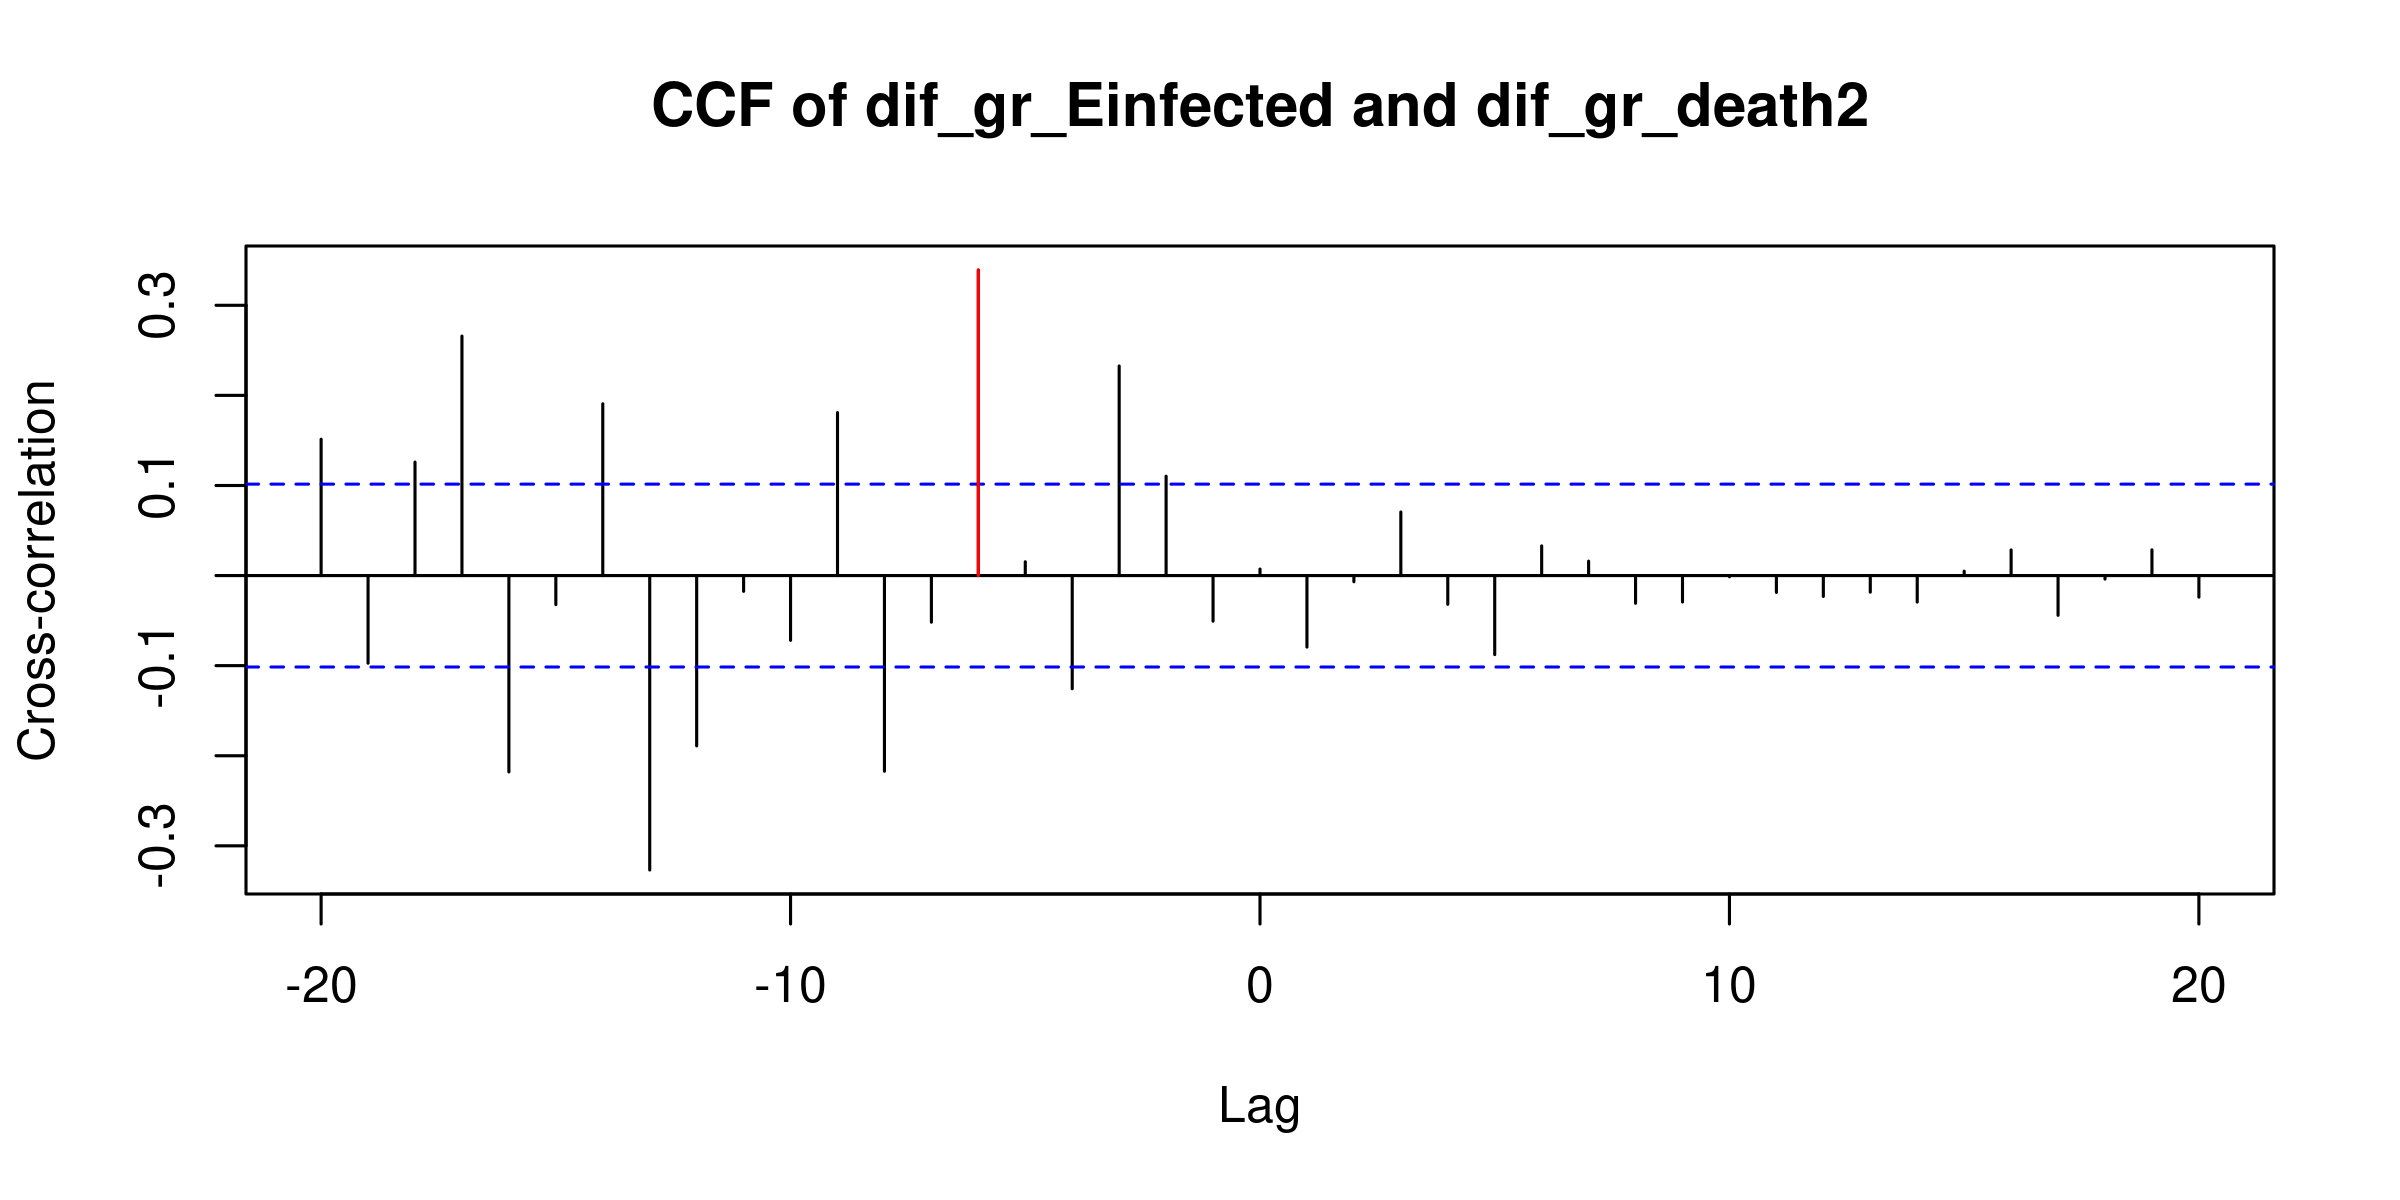 CCF of dif_gr_Einfected and dif_gr_death2
Cross-correlation
0.3
0.1
-0.1
-0.3
-20 -10 0 10 20
Lag